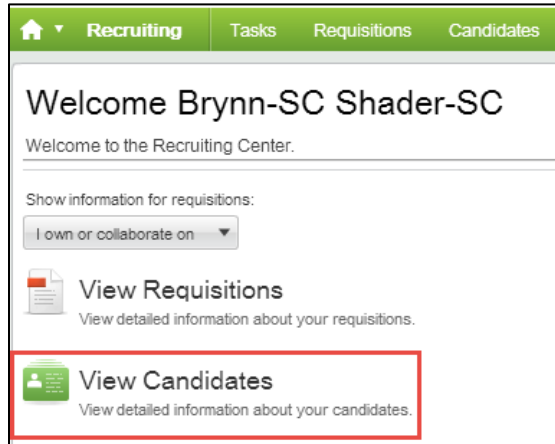 Recruiting Tasks Requisitions Candidates
Welcome Brynn-SC Shader-SC
Welcome to the Recruiting Center.
Show information for requisitions:
I own or collaborate on
View Requisitions
View detailed information about your requisitions.
View Candidates
View detailed information about your candidates.